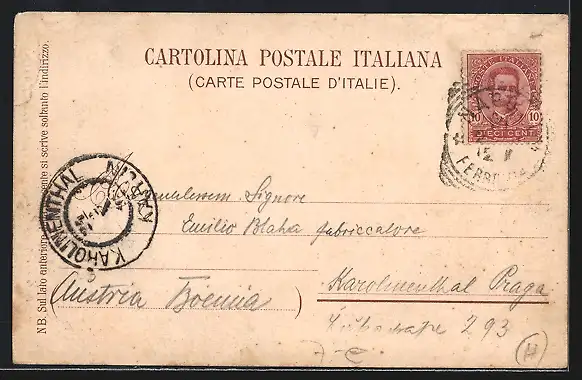 CARTOLINA POSTALE ITALIANA
(CARTE POSTALE D'ITALIE).
N B. Sul lato anteriore si scrive soltanto l'indirizzo.
POSTE ITALIANE
10 10
DIECI CENT
FERROVIA
KARLÍN
KAROLINENTHAL
Signore
Emilio Blaha fabriccatore
(Austria Boemia)
Karolinenthal Praga
293
H